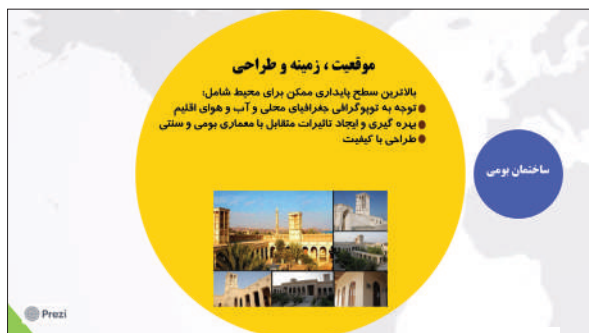 موقعیت ، زمینه و طراحی
بالاترین سطح پایداری ممکن برای محیط شامل:
توجه به توپوگرافی جغرافیای محلی و آب و هوای اقلیم
بهره گیری و ایجاد تاثیرات متقابل با معماری بومی و سنتی
طراحی با کیفیت
ساختمان بومی
Prezi